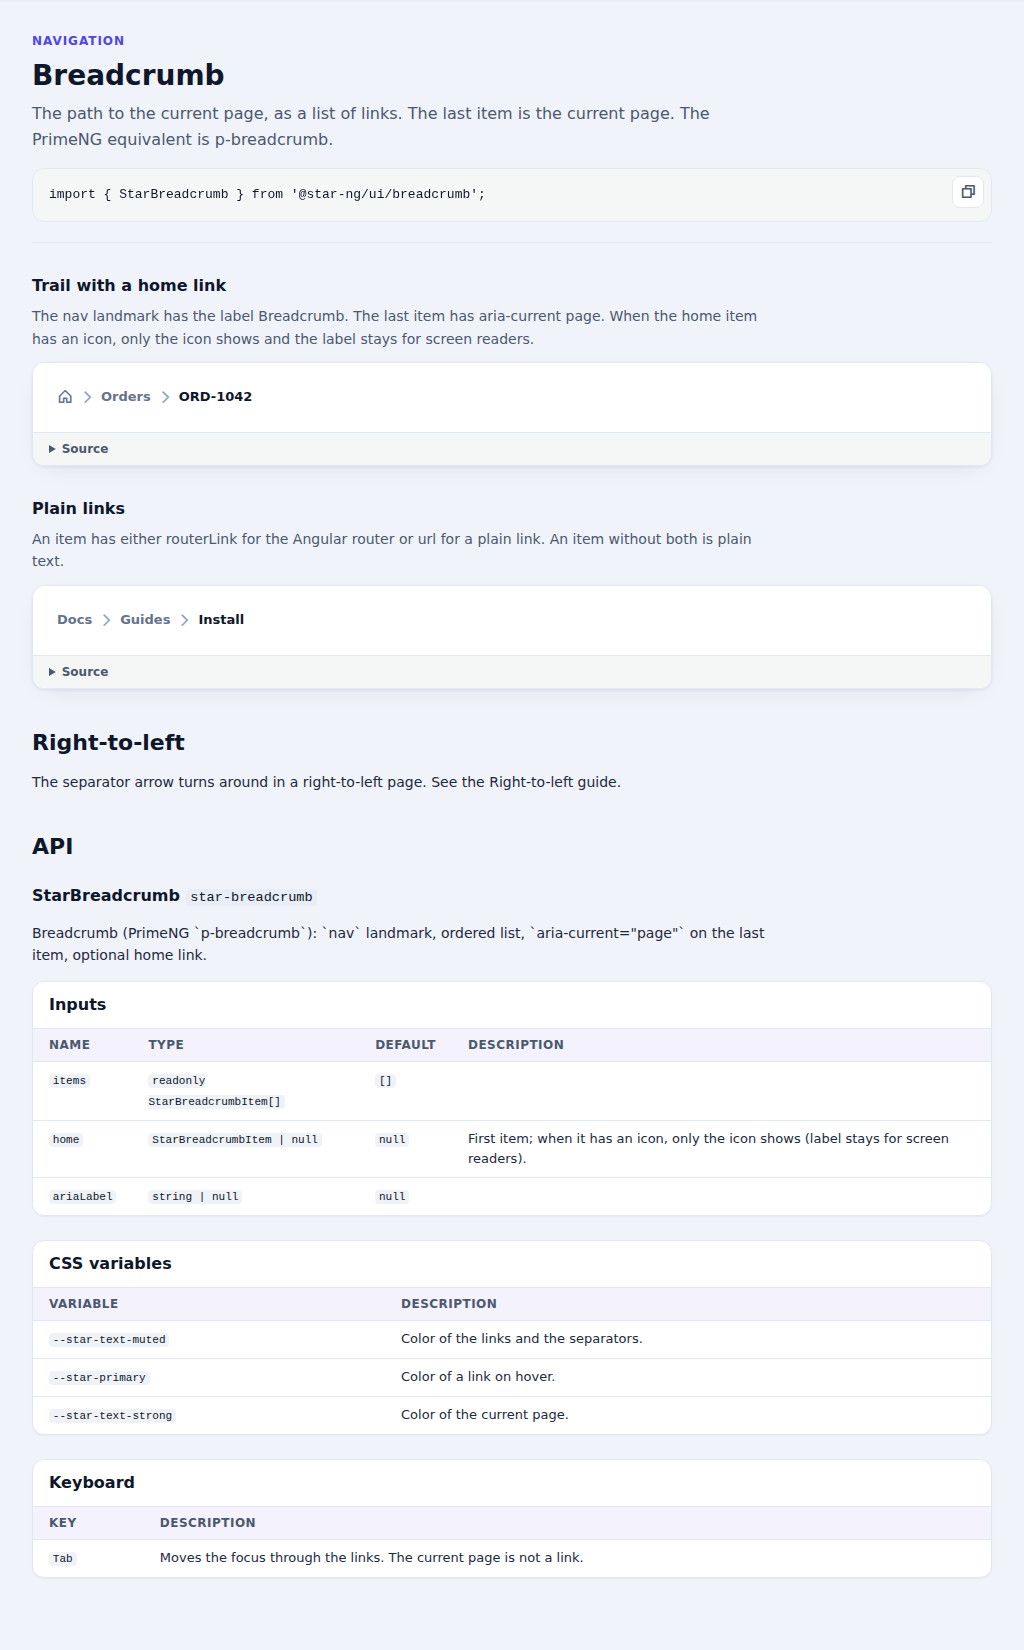 NAVIGATION
Breadcrumb
The path to the current page, as a list of links. The last item is the current page. The
PrimeNG equivalent is p-breadcrumb.
import { StarBreadcrumb } from '@star-ng/ui/breadcrumb';
Trail with a home link
The nav landmark has the label Breadcrumb. The last item has aria-current page. When the home item
has an icon, only the icon shows and the label stays for screen readers.
Orders ORD-1042
Source
Plain links
An item has either routerLink for the Angular router or url for a plain link. An item without both is plain
text.
Docs Guides Install
Source
Right-to-left
The separator arrow turns around in a right-to-left page. See the Right-to-left guide.
API
StarBreadcrumb star-breadcrumb
Breadcrumb (PrimeNG `p-breadcrumb`): `nav` landmark, ordered list, `aria-current="page"` on the last
item, optional home link.
Inputs
NAME TYPE DEFAULT DESCRIPTION
items readonly []
StarBreadcrumbItem[]
home StarBreadcrumbItem | null null First item; when it has an icon, only the icon shows (label stays for screen
readers).
ariaLabel string | null null
CSS variables
VARIABLE DESCRIPTION
--star-text-muted Color of the links and the separators.
--star-primary Color of a link on hover.
--star-text-strong Color of the current page.
Keyboard
KEY DESCRIPTION
Tab Moves the focus through the links. The current page is not a link.